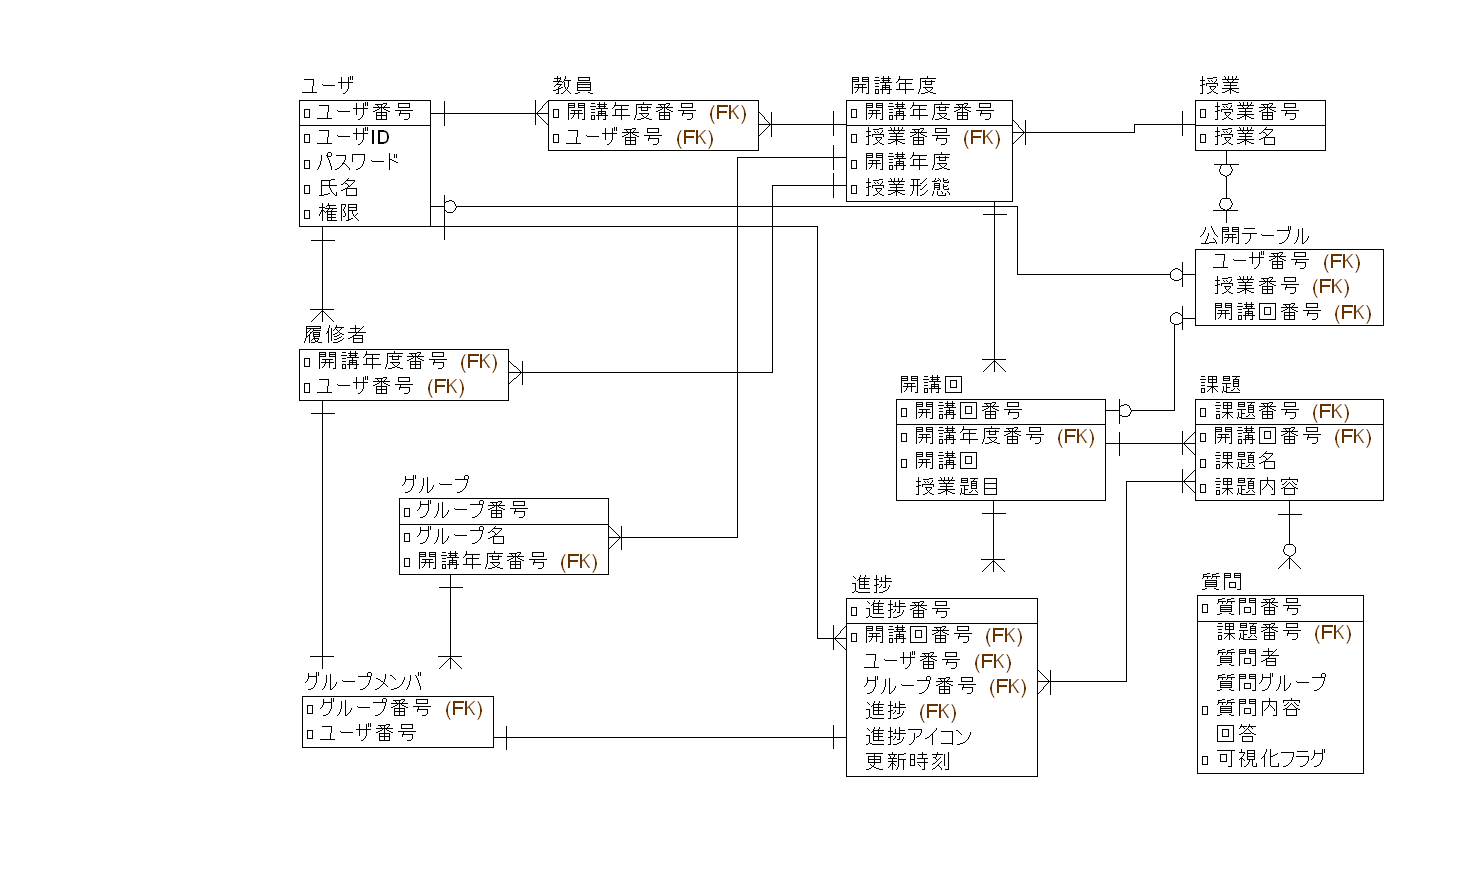 ユーザ
ユーザ番号
ユーザID
パスワード
氏名
権限
教員
開講年度番号 (FK)
ユーザ番号 (FK)
開講年度
開講年度番号
授業番号 (FK)
開講年度
授業形態
授業
授業番号
授業名
公開テーブル
ユーザ番号 (FK)
授業番号 (FK)
開講回番号 (FK)
履修者
開講年度番号 (FK)
ユーザ番号 (FK)
開講回
開講回番号
開講年度番号 (FK)
開講回
授業題目
課題
課題番号 (FK)
開講回番号 (FK)
課題名
課題内容
グループ
グループ番号
グループ名
開講年度番号 (FK)
進捗
進捗番号
開講回番号 (FK)
ユーザ番号 (FK)
グループ番号 (FK)
進捗 (FK)
進捗アイコン
更新時刻
質問
質問番号
課題番号 (FK)
質問者
質問グループ
質問内容
回答
可視化フラグ
グループメンバ
グループ番号 (FK)
ユーザ番号